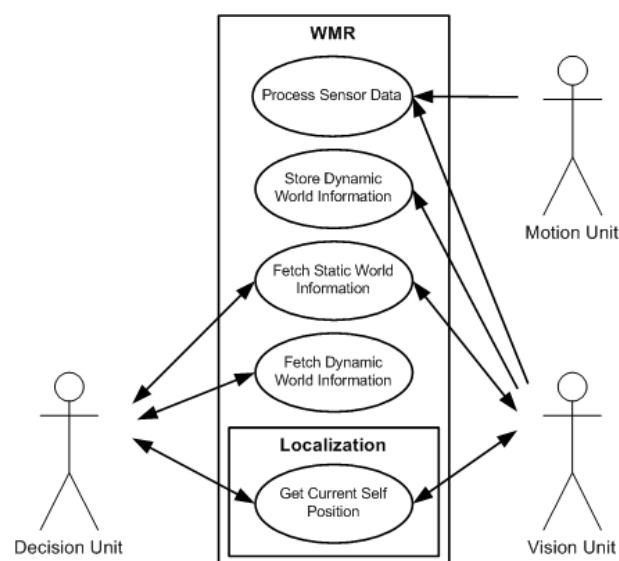 WMR
Process Sensor Data
Store Dynamic
World Information
Motion Unit
Fetch Static World
Information
Fetch Dynamic
World Information
Localization
Get Current Self
Position
Decision Unit
Vision Unit